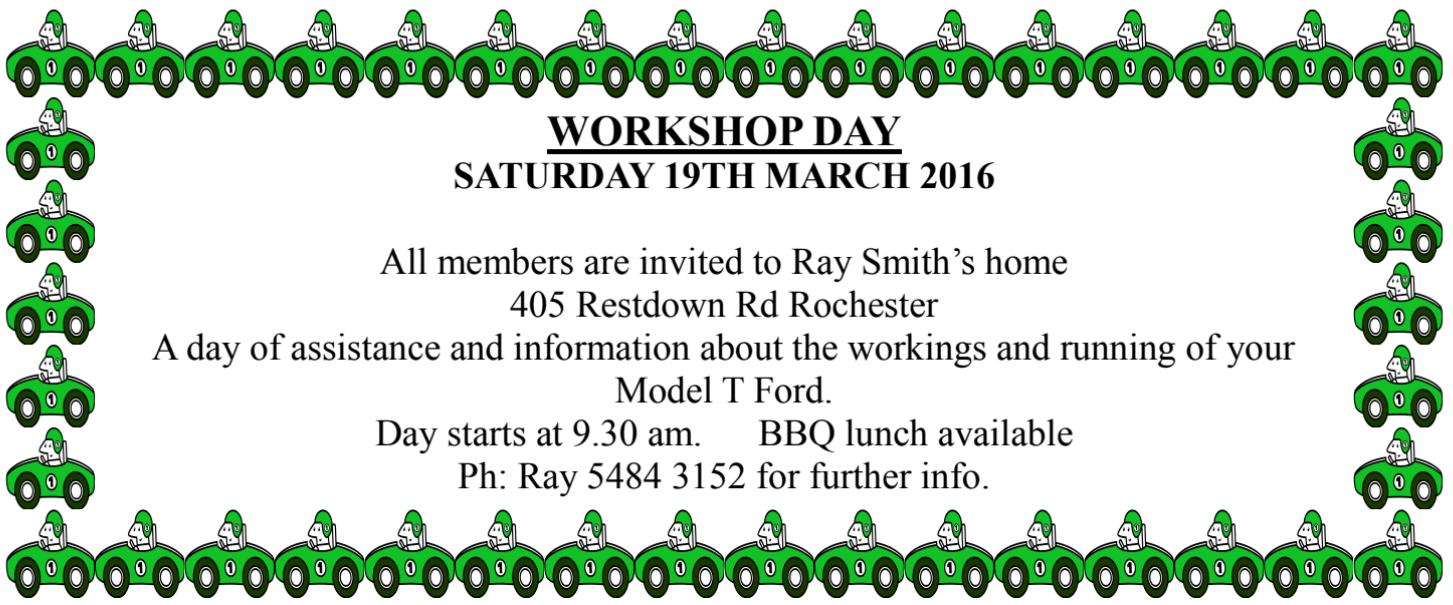 WORKSHOP DAY
SATURDAY 19TH MARCH 2016
All members are invited to Ray Smith’s home
405 Restdown Rd Rochester
A day of assistance and information about the workings and running of your
Model T Ford.
Day starts at 9.30 am. BBQ lunch available
Ph: Ray 5484 3152 for further info.